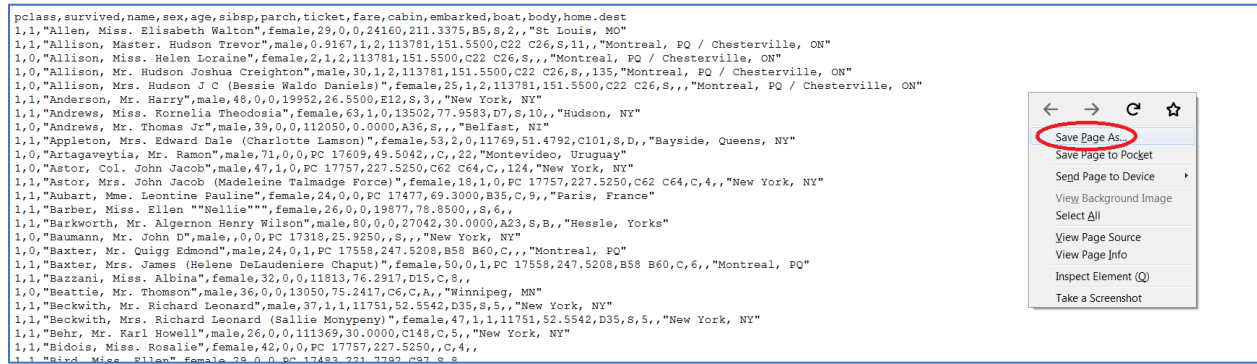 pclass,survived,name,sex,age,sibsp,parch,ticket,fare,cabin,embarked,boat,body,home.dest
1,1,"Allen, Miss. Elisabeth Walton",female,29,0,0,24160,211.3375,B5,S,2,,"St Louis, MO"
1,1,"Allison, Master. Hudson Trevor",male,0.9167,1,2,113781,151.5500,C22 C26,S,11,,"Montreal, PQ / Chesterville, ON"
1,0,"Allison, Miss. Helen Loraine",female,2,1,2,113781,151.5500,C22 C26,S,,,"Montreal, PQ / Chesterville, ON"
1,0,"Allison, Mr. Hudson Joshua Creighton",male,30,1,2,113781,151.5500,C22 C26,S,,135,"Montreal, PQ / Chesterville, ON"
1,0,"Allison, Mrs. Hudson J C (Bessie Waldo Daniels)",female,25,1,2,113781,151.5500,C22 C26,S,,,"Montreal, PQ / Chesterville, ON"
1,1,"Anderson, Mr. Harry",male,48,0,0,19952,26.5500,E12,S,3,,"New York, NY"
1,1,"Andrews, Miss. Kornelia Theodosia",female,63,1,0,13502,77.9583,D7,S,10,,"Hudson, NY"
1,0,"Andrews, Mr. Thomas Jr",male,39,0,0,112050,0.0000,A36,S,,,"Belfast, NI"
1,1,"Appleton, Mrs. Edward Dale (Charlotte Lamson)",female,53,2,0,11769,51.4792,C101,S,D,,"Bayside, Queens, NY"
1,0,"Artagaveytia, Mr. Ramon",male,71,0,0,PC 17609,49.5042,,C,,22,"Montevideo, Uruguay"
1,0,"Astor, Col. John Jacob",male,47,1,0,PC 17757,227.5250,C62 C64,C,,124,"New York, NY"
1,1,"Astor, Mrs. John Jacob (Madeleine Talmadge Force)",female,18,1,0,PC 17757,227.5250,C62 C64,C,4,,"New York, NY"
1,1,"Aubart, Mme. Leontine Pauline",female,24,0,0,PC 17477,69.3000,B35,C,9,,"Paris, France"
1,1,"Barber, Miss. Ellen ""Nellie""",female,26,0,0,19877,78.8500,,S,6,,
1,1,"Barkworth, Mr. Algernon Henry Wilson",male,80,0,0,27042,30.0000,A23,S,B,,"Hessle, Yorks"
1,0,"Baumann, Mr. John D",male,,0,0,PC 17318,25.9250,,S,,,"New York, NY"
1,0,"Baxter, Mr. Quigg Edmond",male,24,0,1,PC 17558,247.5208,B58 B60,C,,,"Montreal, PQ"
1,1,"Baxter, Mrs. James (Helene DeLaudeniere Chaput)",female,50,0,1,PC 17558,247.5208,B58 B60,C,6,,"Montreal, PQ"
1,1,"Bazzani, Miss. Albina",female,32,0,0,11813,76.2917,D15,C,8,,
1,0,"Beattie, Mr. Thomson",male,36,0,0,13050,75.2417,C6,C,A,,"Winnipeg, MN"
1,1,"Beckwith, Mr. Richard Leonard",male,37,1,1,11751,52.5542,D35,S,5,,"New York, NY"
1,1,"Beckwith, Mrs. Richard Leonard (Sallie Monypeny)",female,47,1,1,11751,52.5542,D35,S,5,,"New York, NY"
1,1,"Behr, Mr. Karl Howell",male,26,0,0,111369,30.0000,C148,C,5,,"New York, NY"
1,1,"Bidois, Miss. Rosalie",female,42,0,0,PC 17757,227.5250,,C,4,,
1,1,"Bird, Miss. Ellen",female,29,0,0,PC 17483,221.7792,C97,S,8
Save Page As...
Save Page to Pocket
Send Page to Device
View Background Image
Select All
View Page Source
View Page Info
Inspect Element (Q)
Take a Screenshot